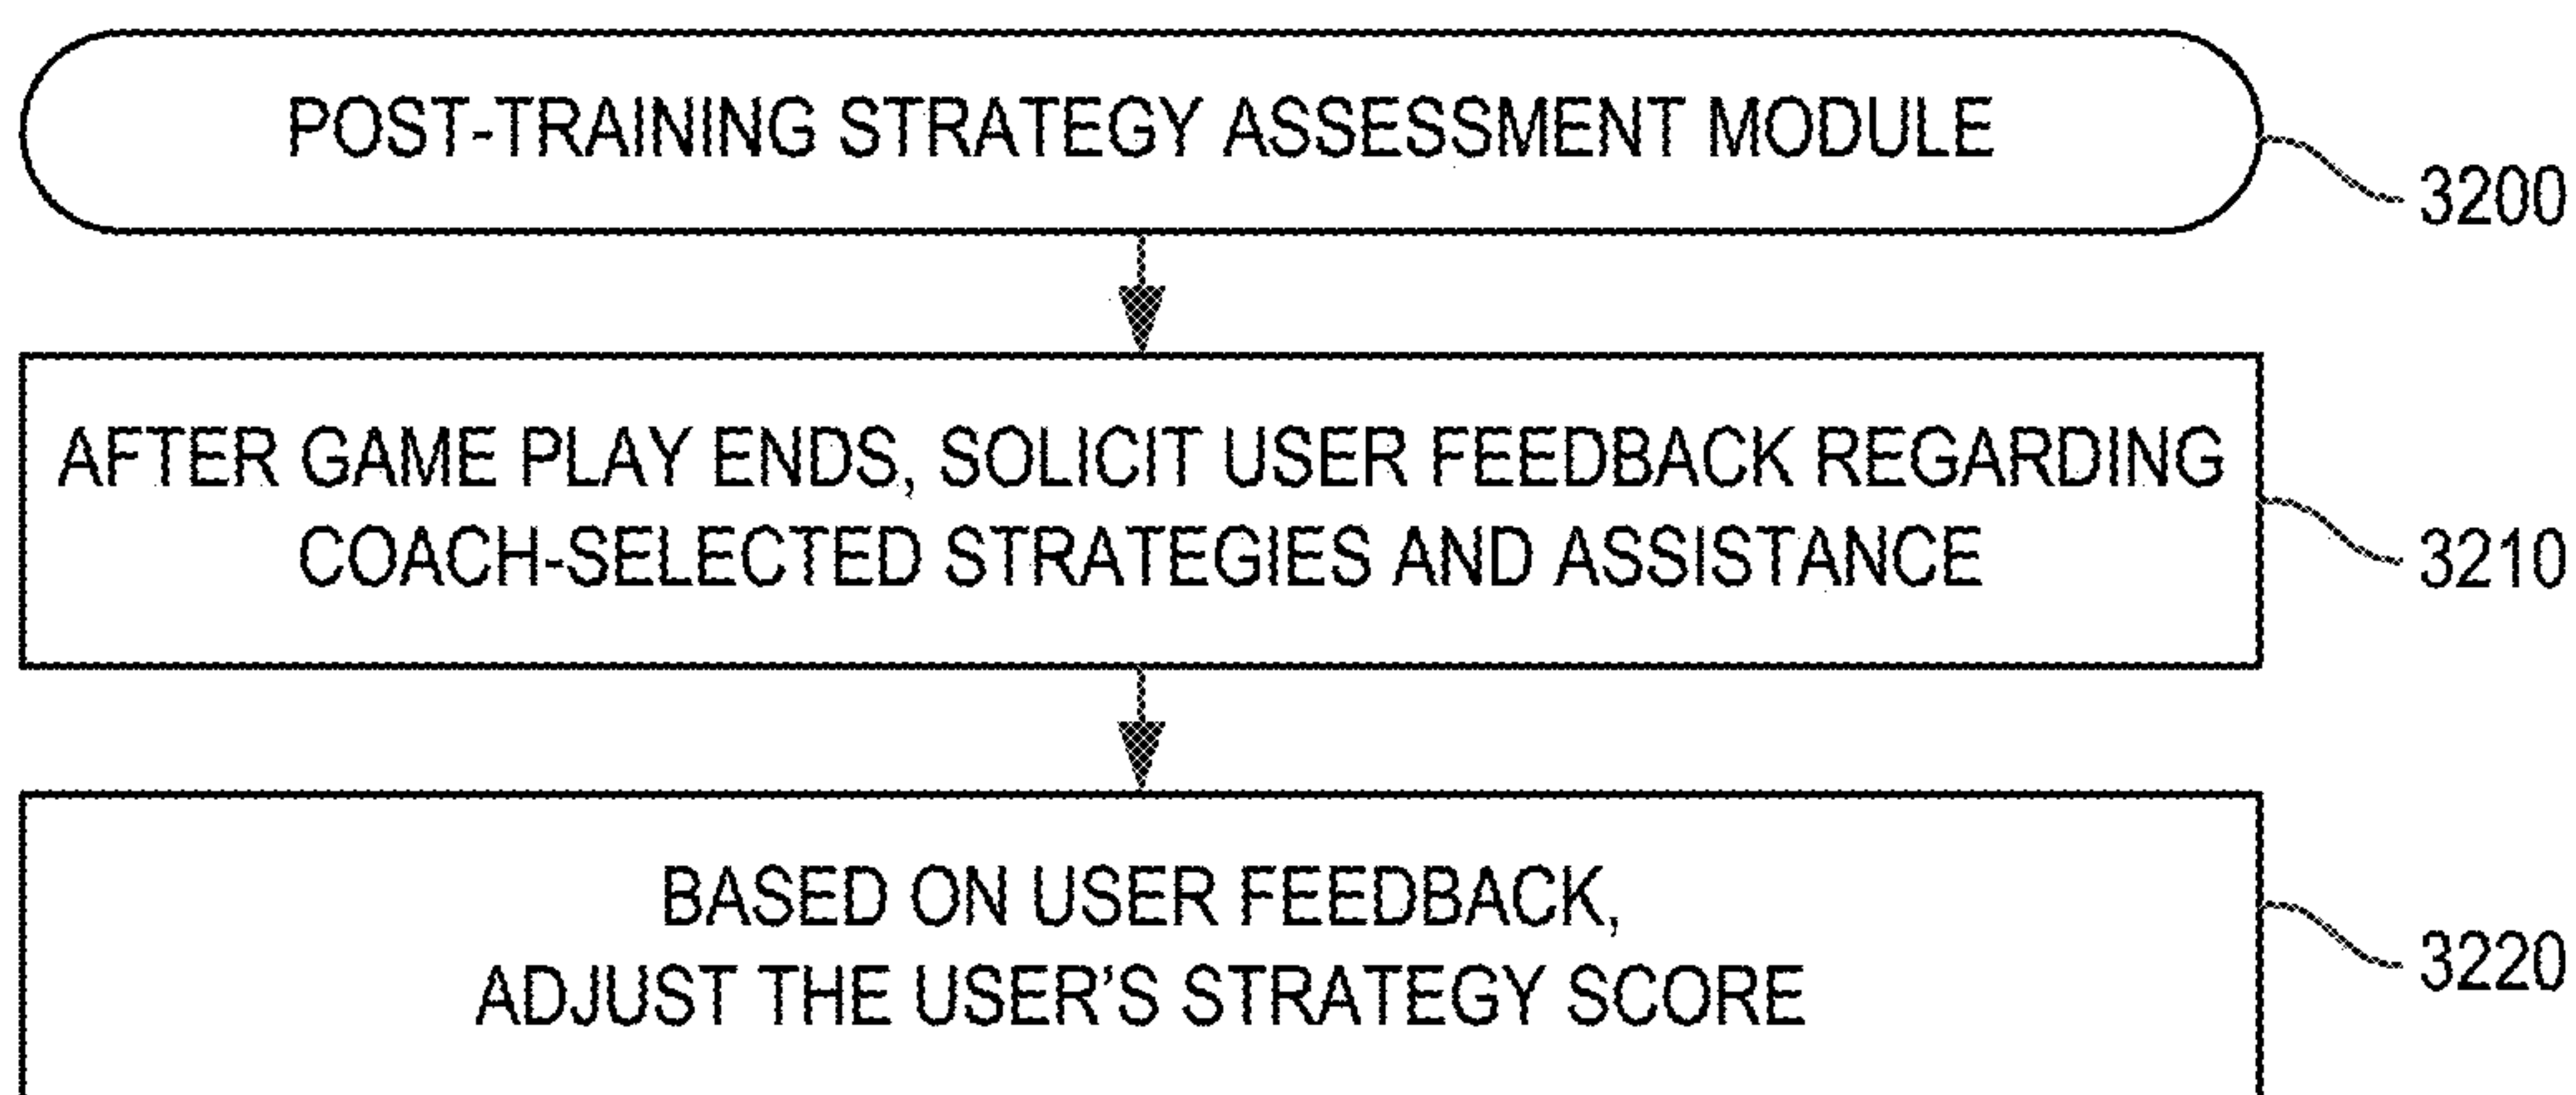 POST-TRAINING STRATEGY ASSESSMENT MODULE
3200
AFTER GAME PLAY ENDS, SOLICIT USER FEEDBACK REGARDING
COACH-SELECTED STRATEGIES AND ASSISTANCE
3210
BASED ON USER FEEDBACK,
ADJUST THE USER’S STRATEGY SCORE
3220